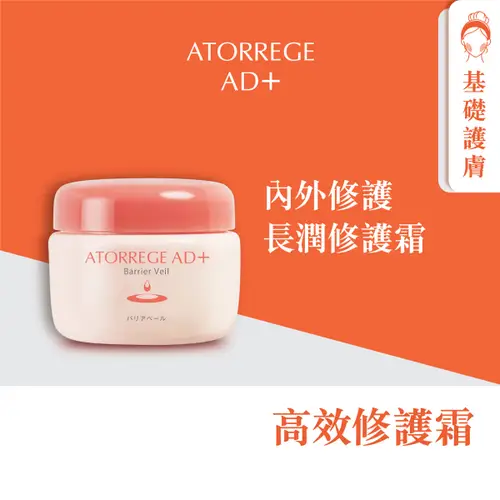 ATORREGE
AD+
基礎護膚
內外修護
長潤修護霜
ATORREGE AD+
Barrier Veil
バリアベール
高效修護霜